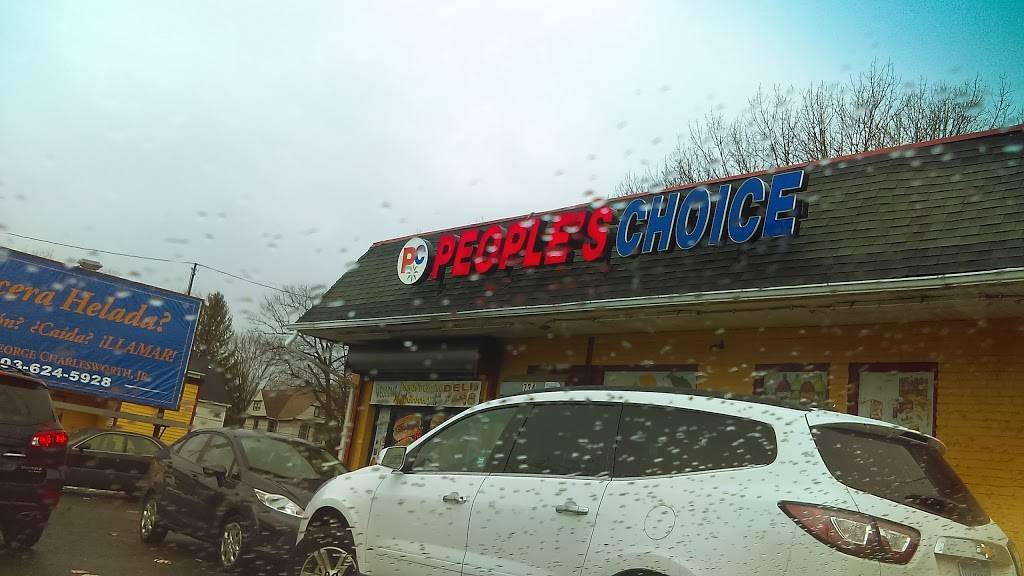 cera Helada?
ón? ¿Caída? ¡LLAMAR!
EORGE CHARLESWORTH, JR.
03-624-5928
PC PEOPLE'S CHOICE
DELI